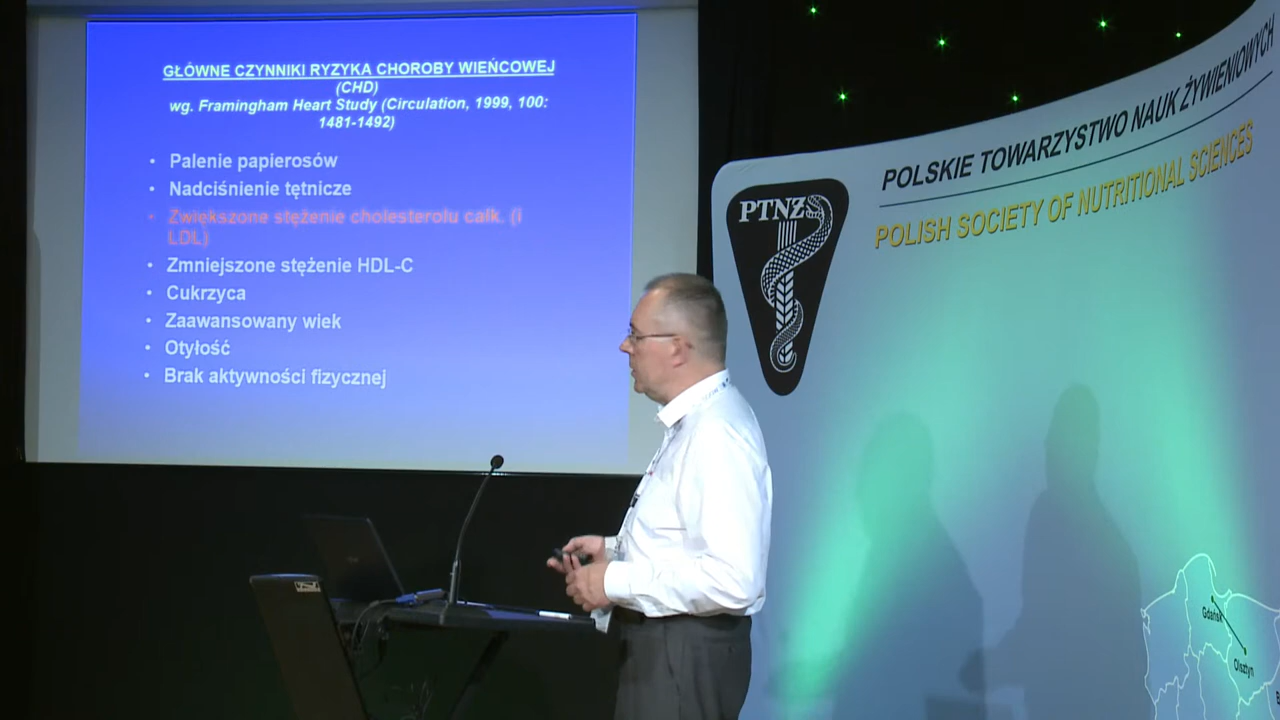 GŁÓWNE CZYNNIKI RYZYKA CHOROBY WIEŃCOWEJ
(CHD)
wg. Framingham Heart Study (Circulation, 1999, 100:
1481-1492)
• Palenie papierosów
• Nadciśnienie tętnicze
• Zwiększone stężenie cholesterolu całk. (i
LDL)
• Zmniejszone stężenie HDL-C
• Cukrzyca
• Zaawansowany wiek
• Otyłość
• Brak aktywności fizycznej
POLSKIE TOWARZYSTWO NAUK ŻYWIENIOWYCH
POLISH SOCIETY OF NUTRITIONAL SCIENCES
PTNŻ
Gdańsk
Olsztyn